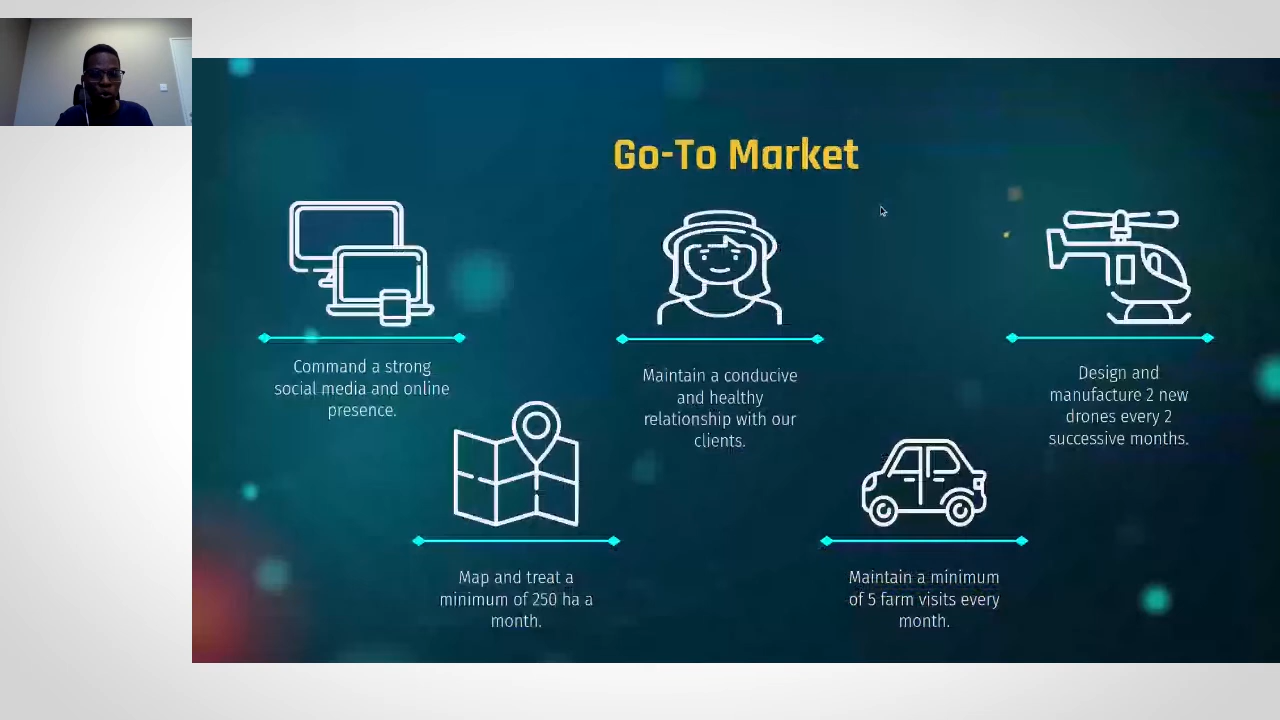 Go-To Market
Command a strong
social media and online
presence.
Map and treat a
minimum of 250 ha a
month.
Maintain a conducive
and healthy
relationship with our
clients.
Maintain a minimum
of 5 farm visits every
month.
Design and
manufacture 2 new
drones every 2
successive months.